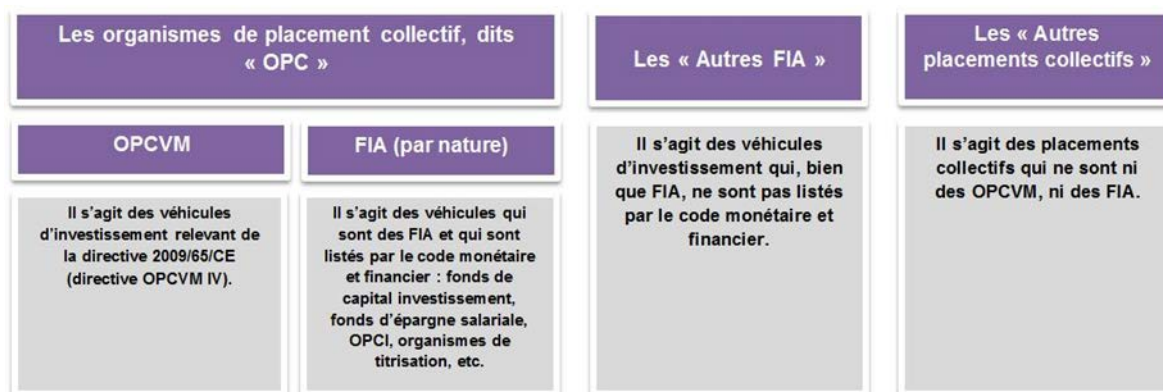 Les organismes de placement collectif, dits
« OPC »
OPCVM
Il s'agit des véhicules
d'investissement relevant de
la directive 2009/65/CE
(directive OPCVM IV).
FIA (par nature)
Il s'agit des véhicules qui
sont des FIA et qui sont
listés par le code monétaire
et financier : fonds de
capital investissement,
fonds d'épargne salariale,
OPCI, organismes de
titrisation, etc.
Les « Autres FIA »
Il s'agit des véhicules
d'investissement qui, bien
que FIA, ne sont pas listés
par le code monétaire et
financier.
Les « Autres
placements collectifs »
Il s'agit des placements
collectifs qui ne sont ni
des OPCVM, ni des FIA.